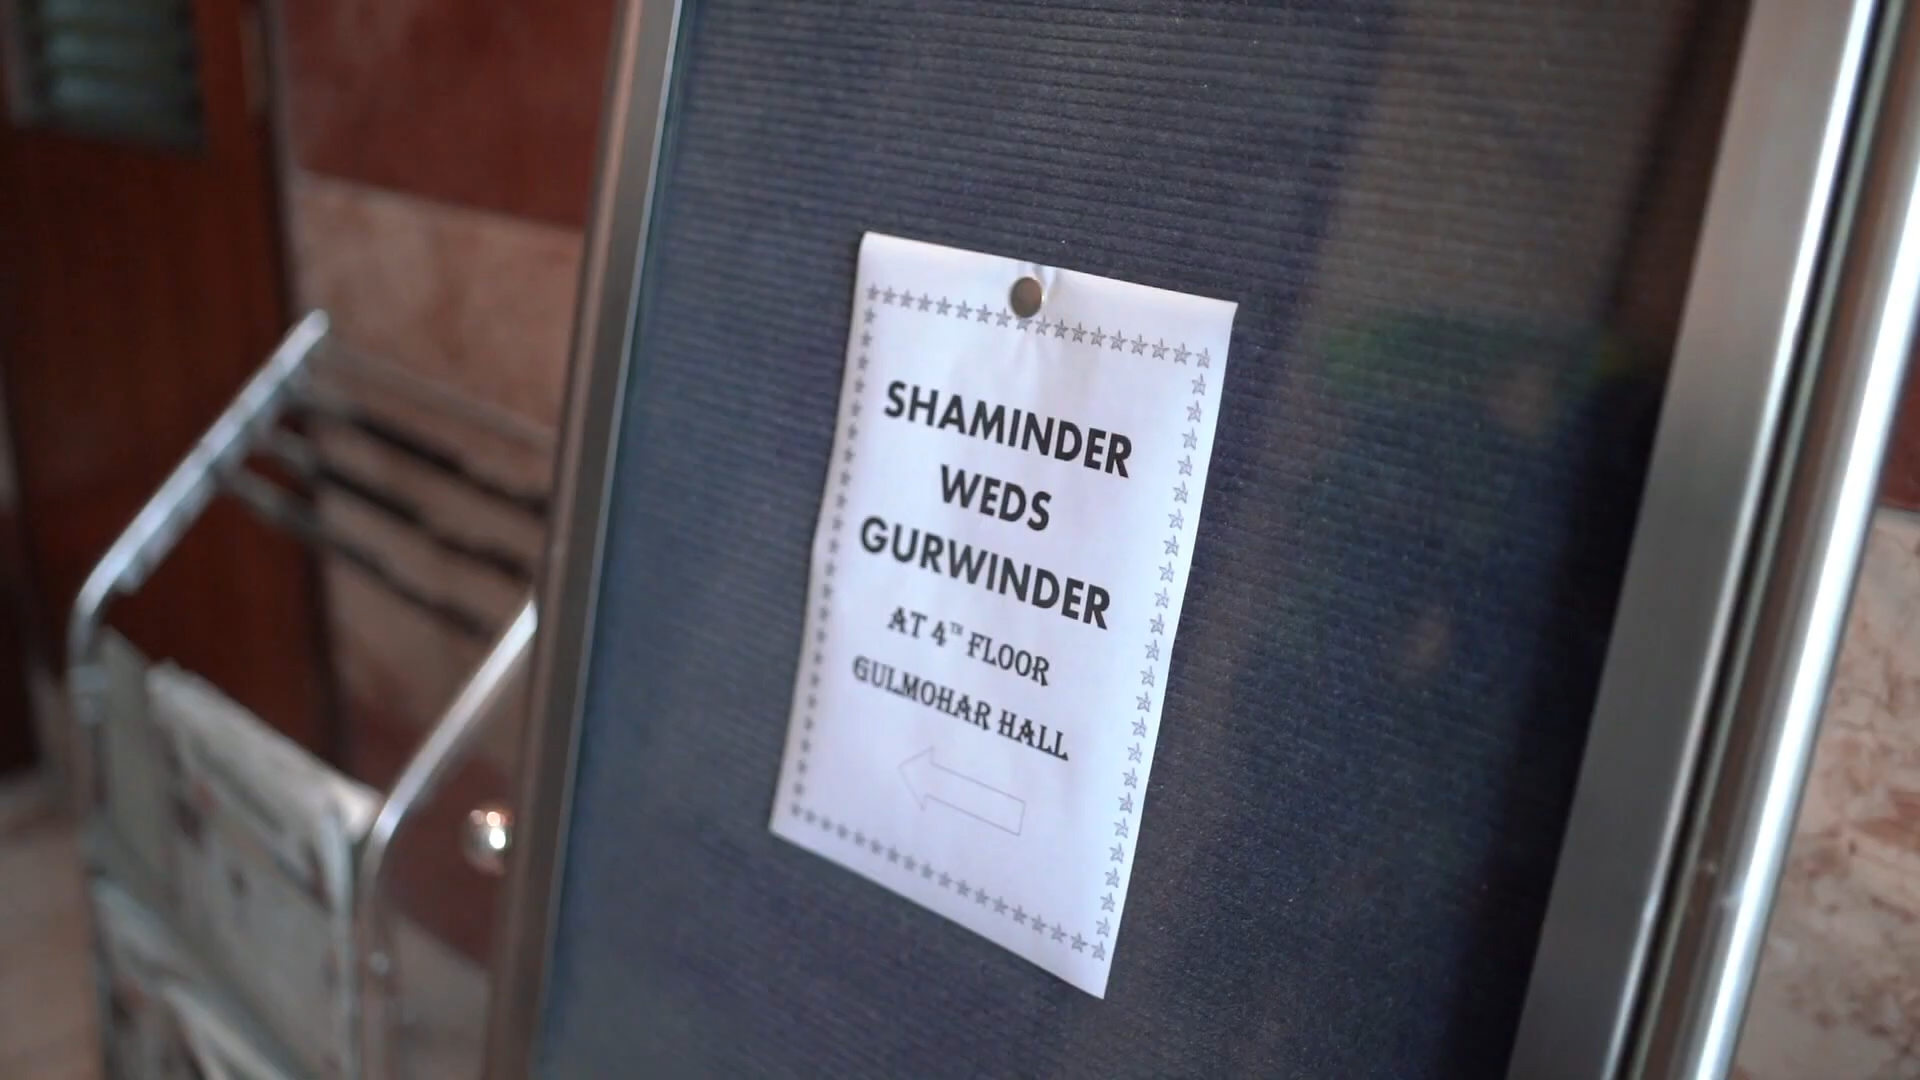 SHAMINDER
WEDS
GURWINDER
AT 4TH FLOOR
GULMOHAR HALL